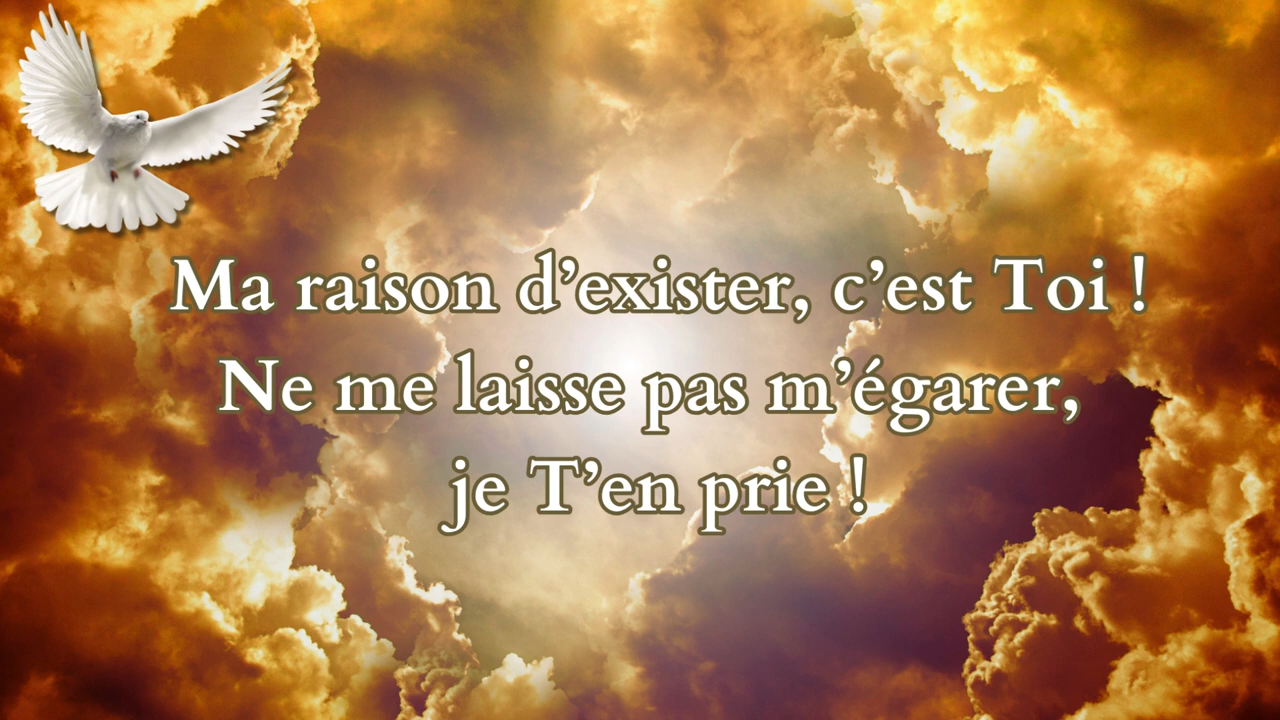 Ma raison d’exister, c’est Toi !
Ne me laisse pas m’égarer,
je T’en prie !